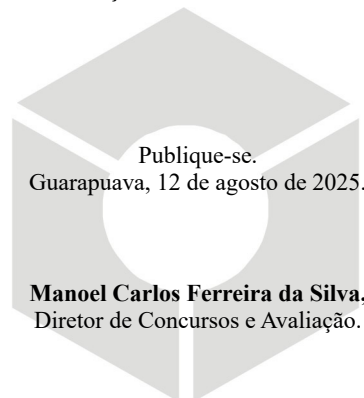 Publique-se.
Guarapuava, 12 de agosto de 2025.
Manoel Carlos Ferreira da Silva,
Diretor de Concursos e Avaliação.